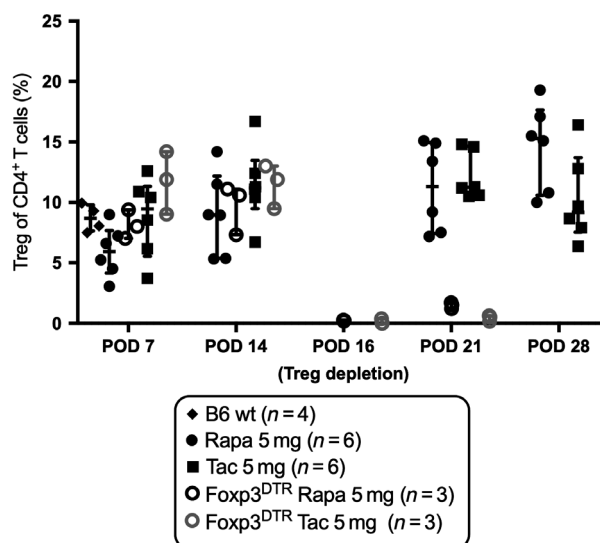 Treg of CD4⁺ T cells (%)
25
20
15
10
5
0
POD 7 POD 14 POD 16 POD 21 POD 28
(Treg depletion)
B6 wt (n = 4)
Rapa 5 mg (n = 6)
Tac 5 mg (n = 6)
Foxp3ᴰᵀᴿ Rapa 5 mg (n = 3)
Foxp3ᴰᵀᴿ Tac 5 mg (n = 3)